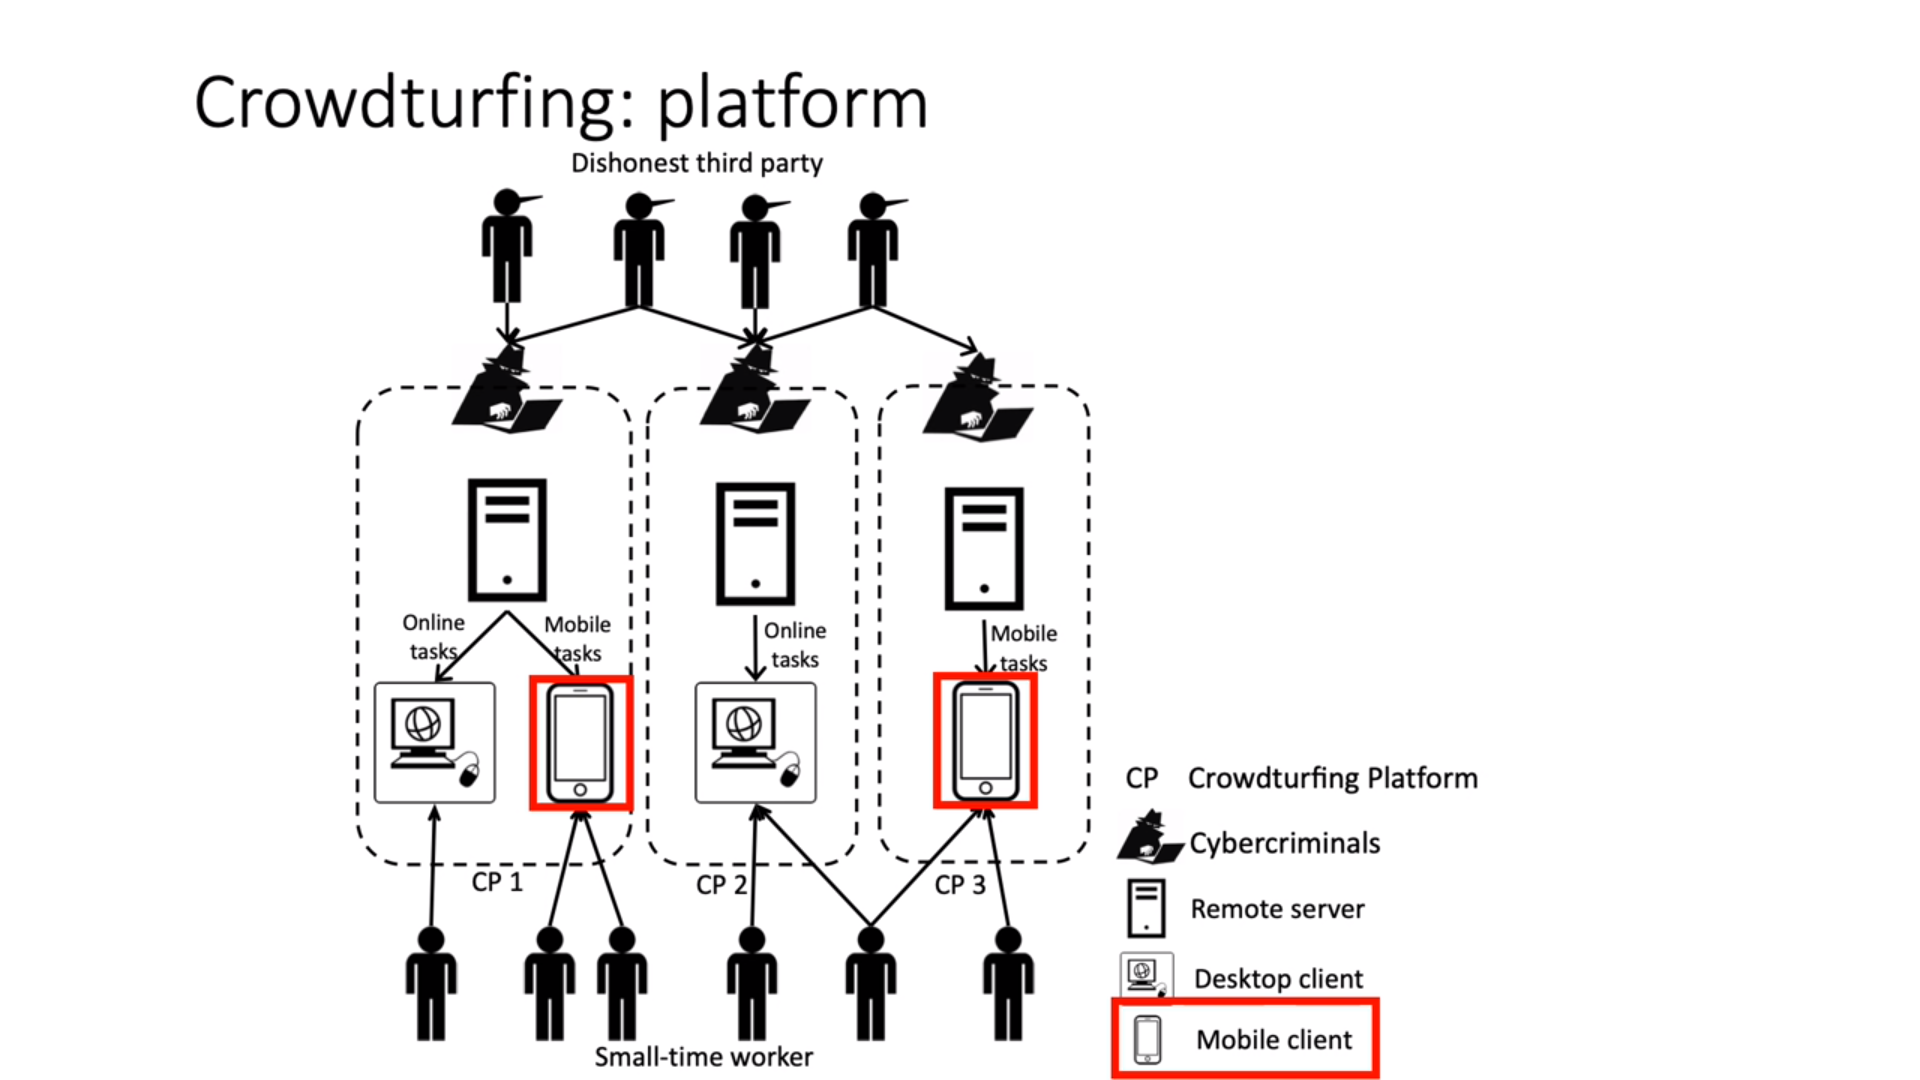 Crowdturfing: platform
Dishonest third party
Online
tasks
Mobile
tasks
Online
tasks
Mobile
tasks
CP 1
CP 2
CP 3
Small-time worker
CP Crowdturfing Platform
Cybercriminals
Remote server
Desktop client
Mobile client